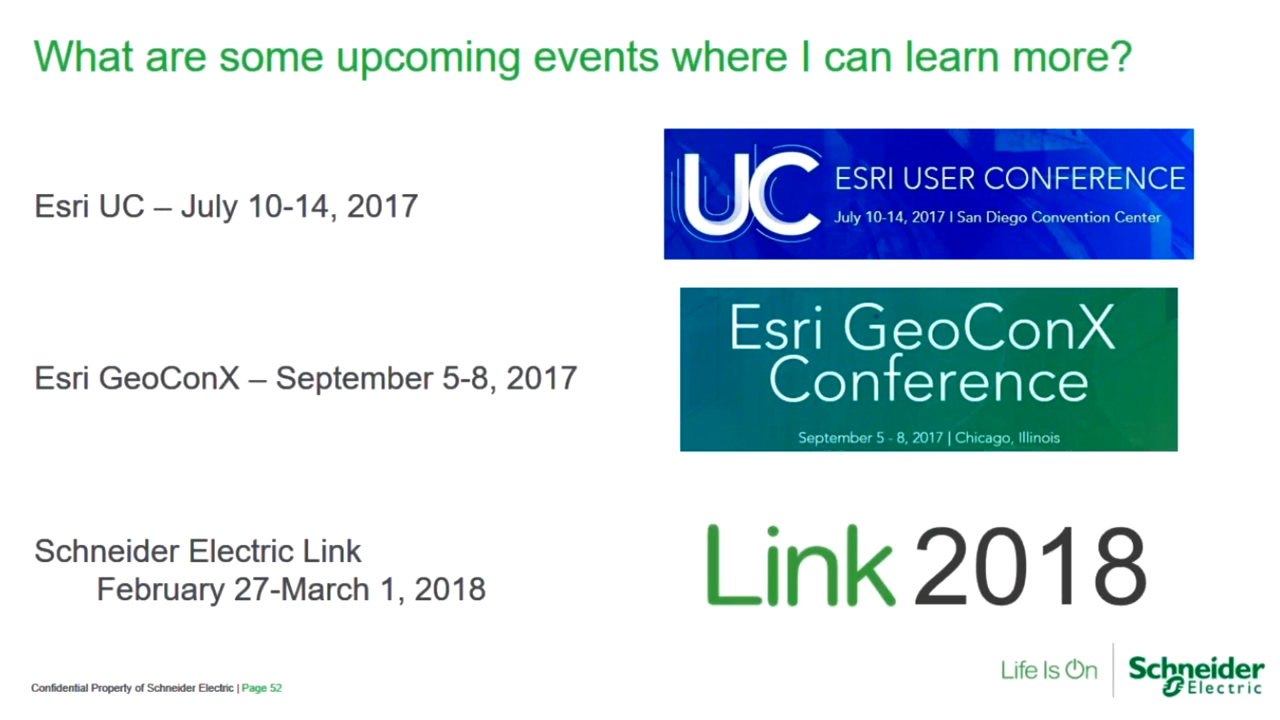 What are some upcoming events where I can learn more?
Esri UC – July 10-14, 2017
UC ESRI USER CONFERENCE
July 10-14, 2017 | San Diego Convention Center
Esri GeoConX – September 5-8, 2017
Esri GeoConX
Conference
September 5 - 8, 2017 | Chicago, Illinois
Schneider Electric Link
February 27-March 1, 2018
Link 2018
Confidential Property of Schneider Electric | Page 52
Life Is On
Schneider
Electric